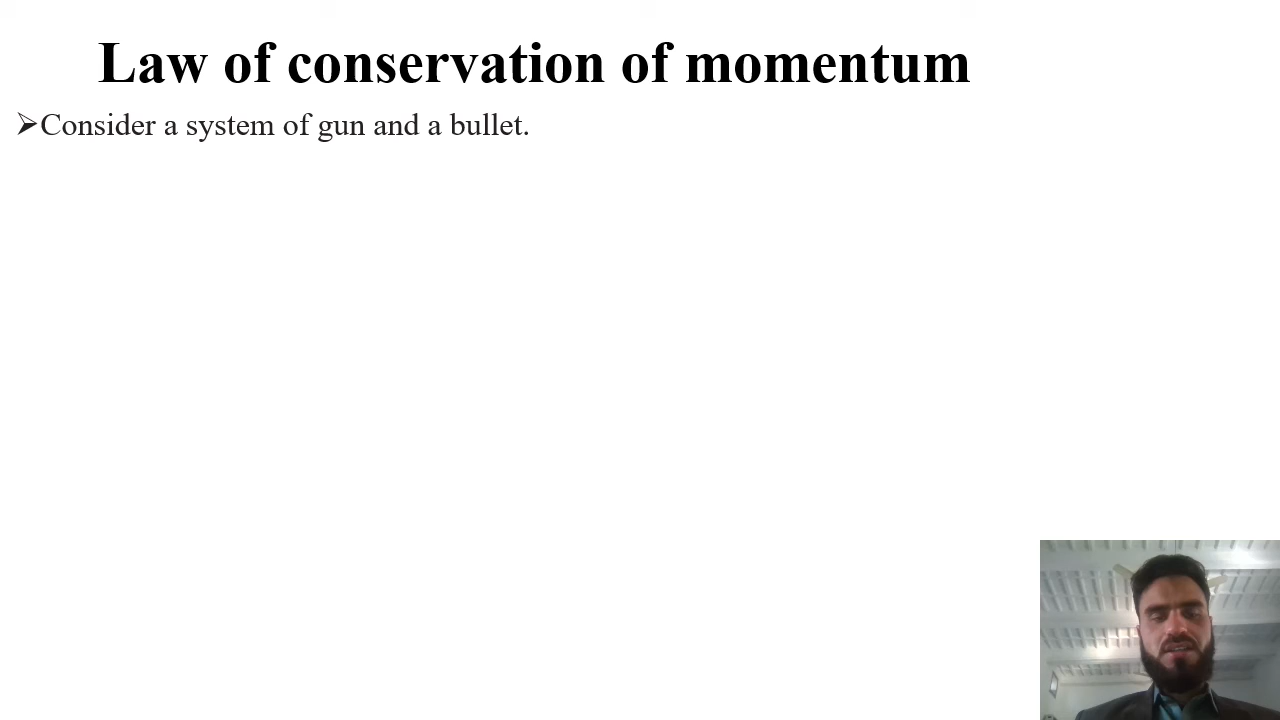 Law of conservation of momentum
➢Consider a system of gun and a bullet.